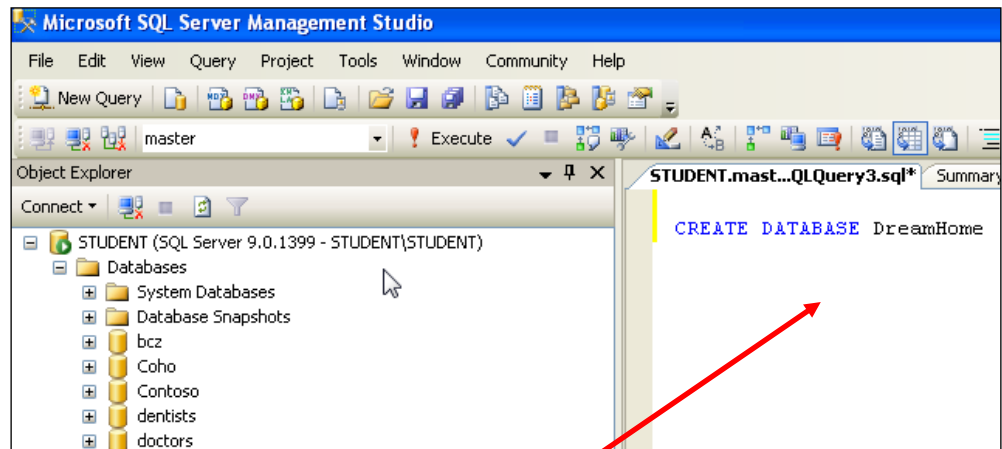 Microsoft SQL Server Management Studio
File Edit View Query Project Tools Window Community Help
New Query
master Execute
Object Explorer
STUDENT.mast...QLQuery3.sql* Summary
Connect
CREATE DATABASE DreamHome
STUDENT (SQL Server 9.0.1399 - STUDENT\STUDENT)
Databases
System Databases
Database Snapshots
bcz
Coho
Contoso
dentists
doctors